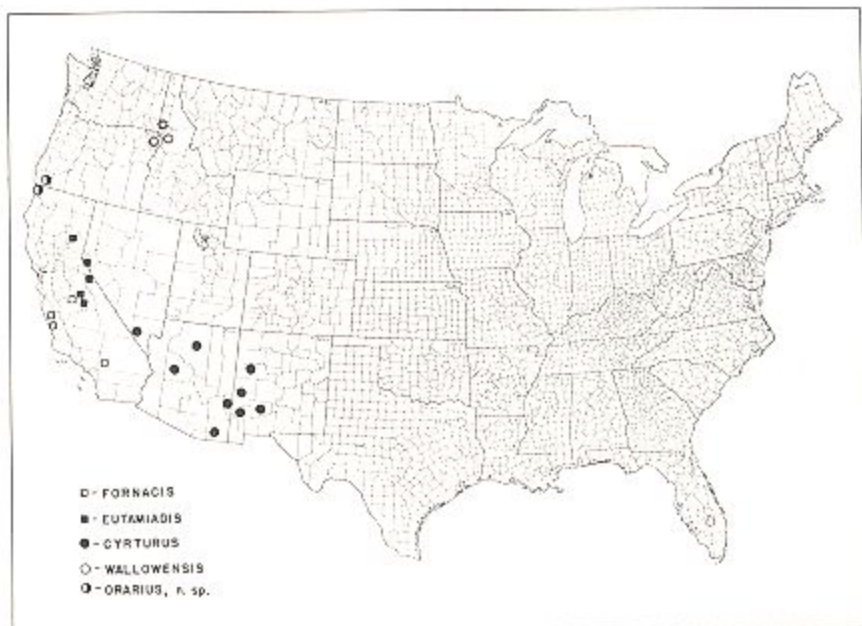 □ - FORNACIS
■ - EUTAMIADIS
● - CYRTURUS
○ - WALLOWENSIS
◑ - ORARIUS, n. sp.